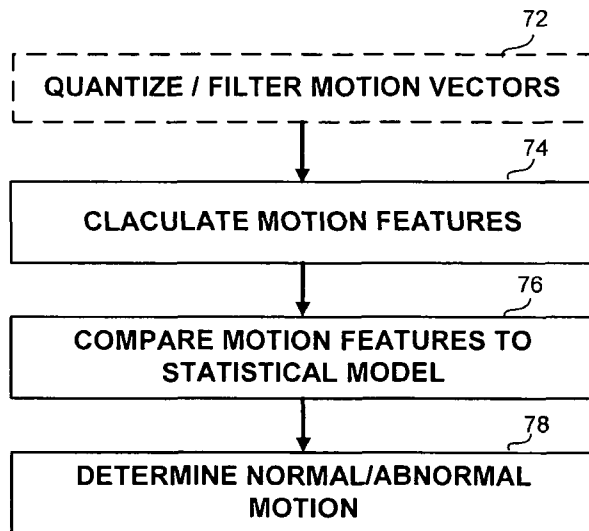 72
QUANTIZE / FILTER MOTION VECTORS
74
CLACULATE MOTION FEATURES
76
COMPARE MOTION FEATURES TO
STATISTICAL MODEL
78
DETERMINE NORMAL/ABNORMAL
MOTION